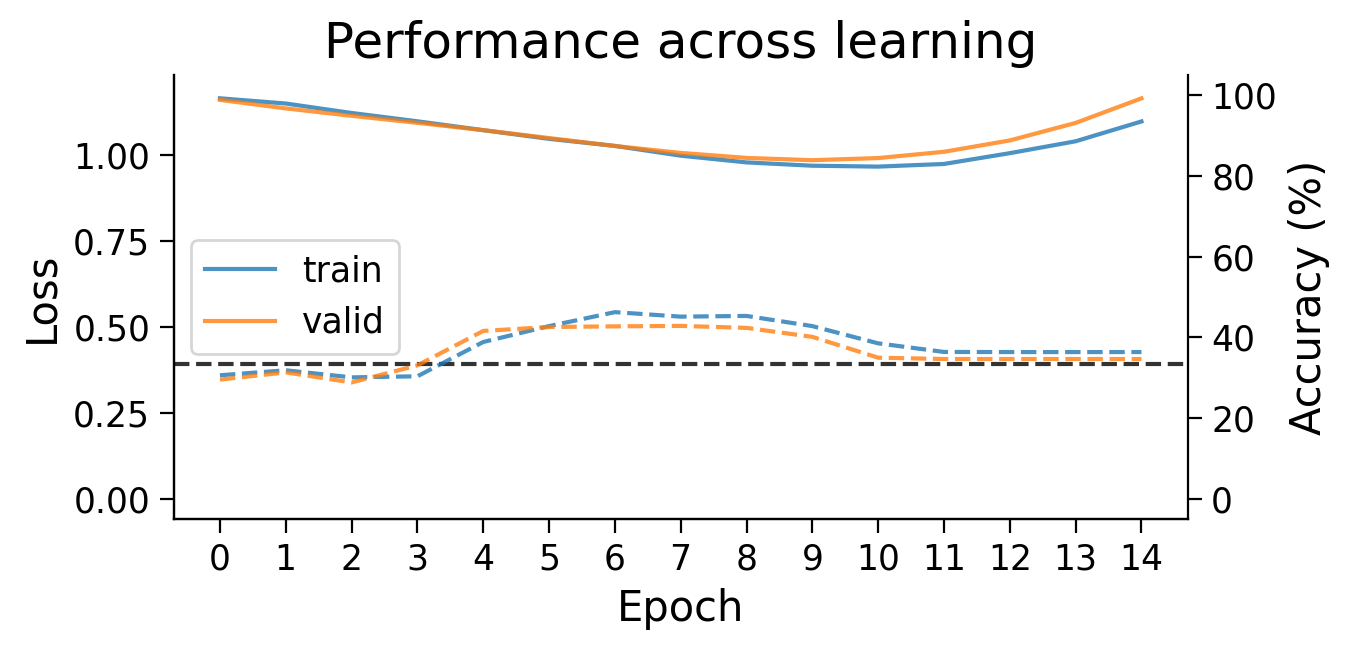 Performance across learning
Loss
1.00
0.75
0.50
0.25
0.00
train
valid
100
80
60
40
20
0
Accuracy (%)
0 1 2 3 4 5 6 7 8 9 10 11 12 13 14
Epoch